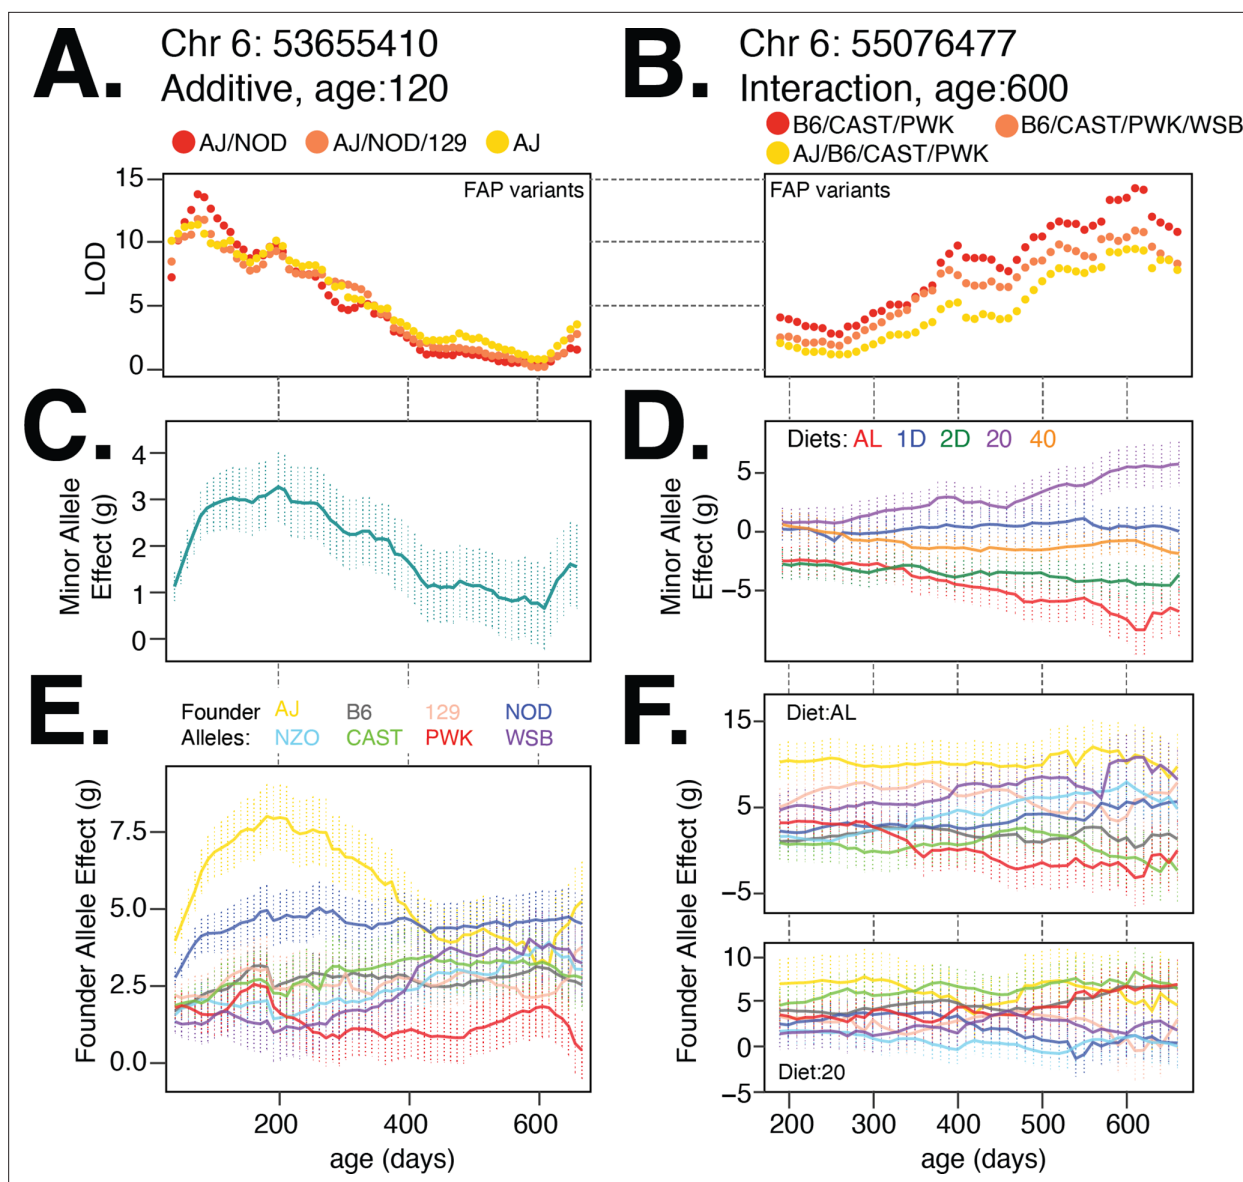 A.
Chr 6: 53655410
Additive, age:120
AJ/NOD AJ/NOD/129 AJ
FAP variants
15
10
5
0
LOD
B.
Chr 6: 55076477
Interaction, age:600
B6/CAST/PWK B6/CAST/PWK/WSB
AJ/B6/CAST/PWK
FAP variants
C.
4
3
2
1
0
Minor Allele
Effect (g)
D.
Diets: AL 1D 2D 20 40
5
0
−5
Minor Allele
Effect (g)
E.
Founder AJ B6 129 NOD
Alleles: NZO CAST PWK WSB
7.5
5.0
2.5
0.0
Founder Allele Effect (g)
200 400 600
age (days)
F.
Diet:AL
15
5
−5
10
5
0
−5
Diet:20
Founder Allele Effect (g)
200 300 400 500 600
age (days)